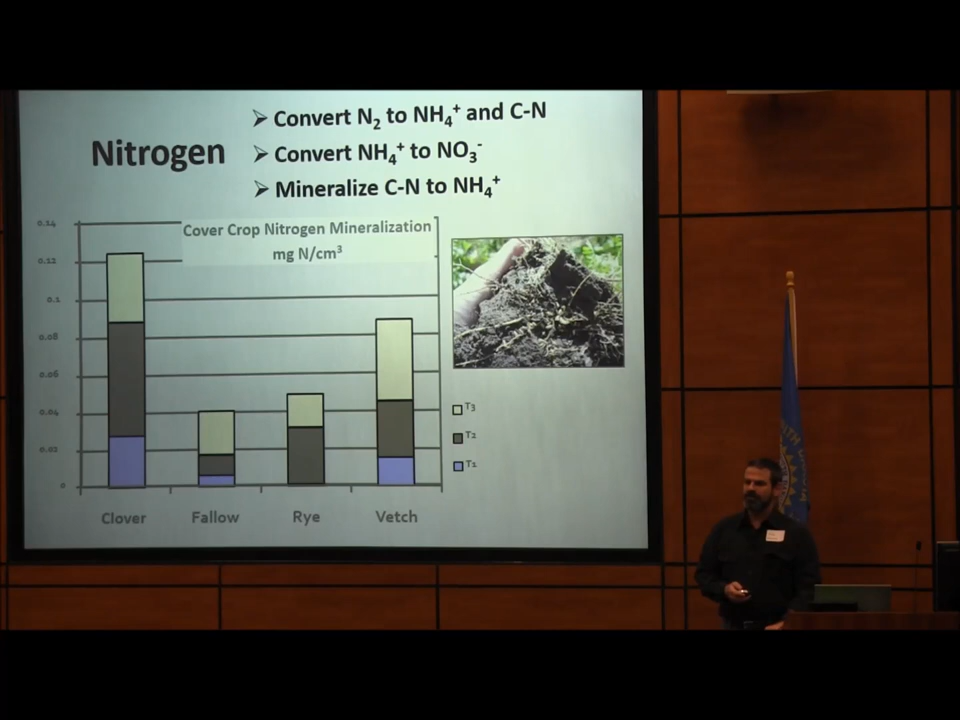 Nitrogen
➢ Convert N₂ to NH₄⁺ and C-N
➢ Convert NH₄⁺ to NO₃⁻
➢ Mineralize C-N to NH₄⁺
Cover Crop Nitrogen Mineralization
mg N/cm³
0.14
0.12
0.1
0.08
0.06
0.04
0.02
0
T3
T2
T1
Clover Fallow Rye Vetch